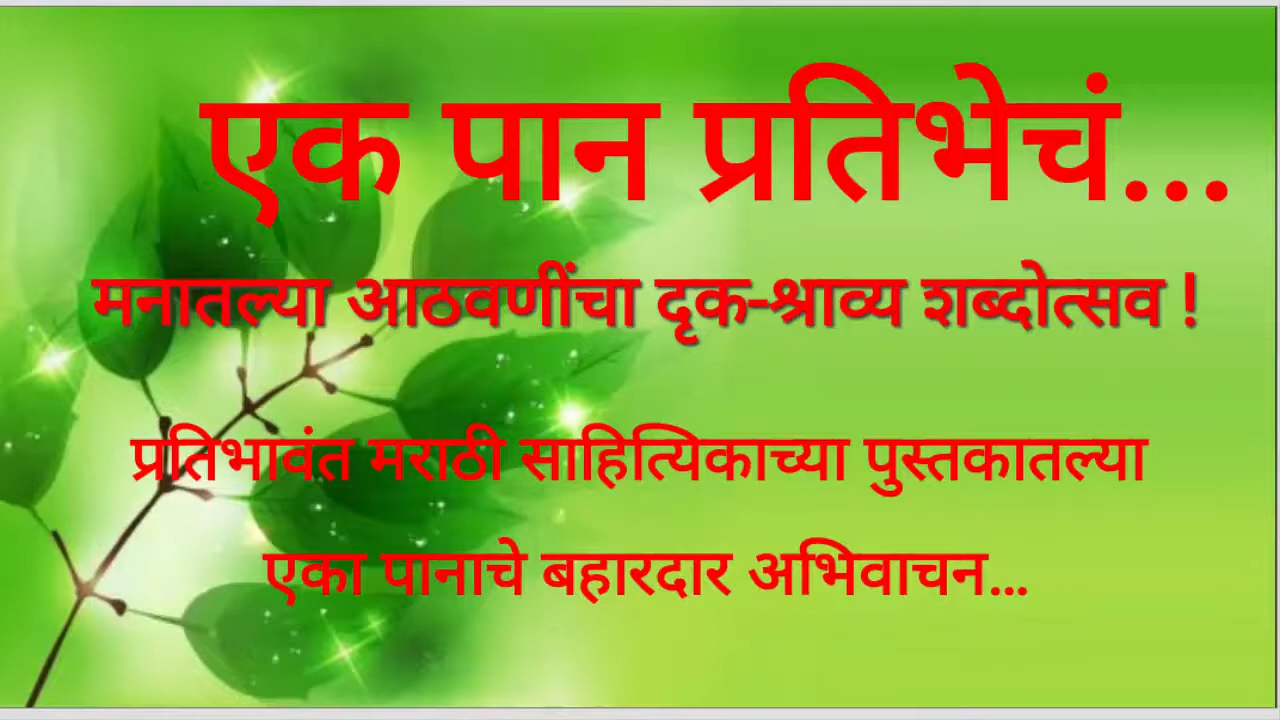 एक पान प्रतिभेचं...
मनातल्या आठवणींचा दृक-श्राव्य शब्दोत्सव !
प्रतिभावंत मराठी साहित्यिकाच्या पुस्तकातल्या
एका पानाचे बहारदार अभिवाचन...